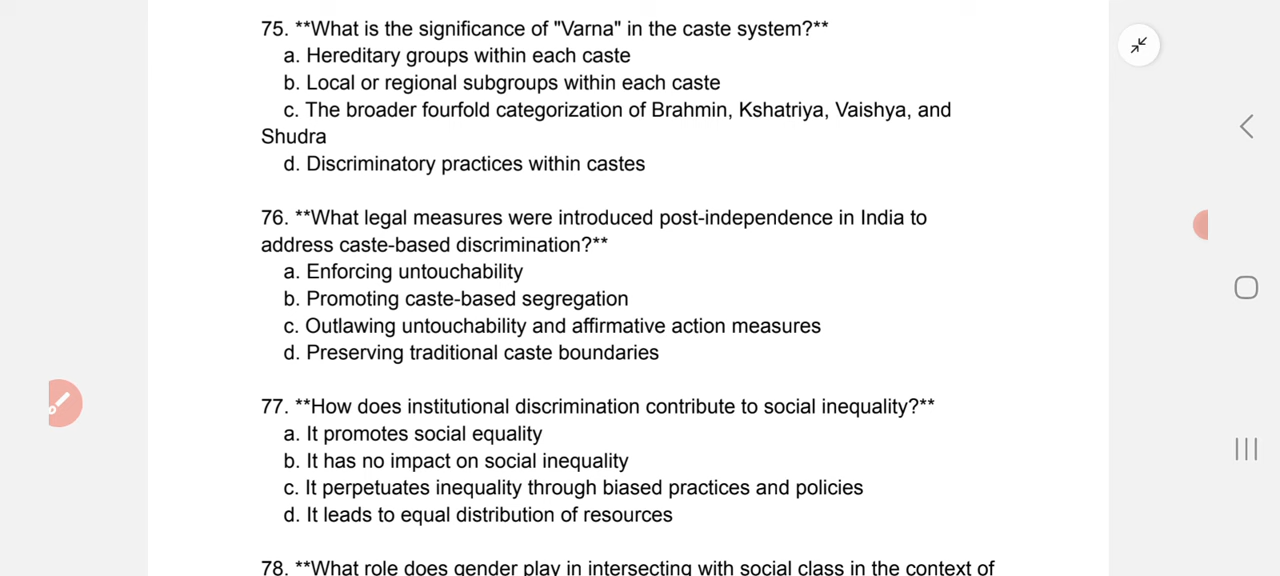 75. **What is the significance of "Varna" in the caste system?**
a. Hereditary groups within each caste
b. Local or regional subgroups within each caste
c. The broader fourfold categorization of Brahmin, Kshatriya, Vaishya, and
Shudra
d. Discriminatory practices within castes
76. **What legal measures were introduced post-independence in India to
address caste-based discrimination?**
a. Enforcing untouchability
b. Promoting caste-based segregation
c. Outlawing untouchability and affirmative action measures
d. Preserving traditional caste boundaries
77. **How does institutional discrimination contribute to social inequality?**
a. It promotes social equality
b. It has no impact on social inequality
c. It perpetuates inequality through biased practices and policies
d. It leads to equal distribution of resources
78. **What role does gender play in intersecting with social class in the context of